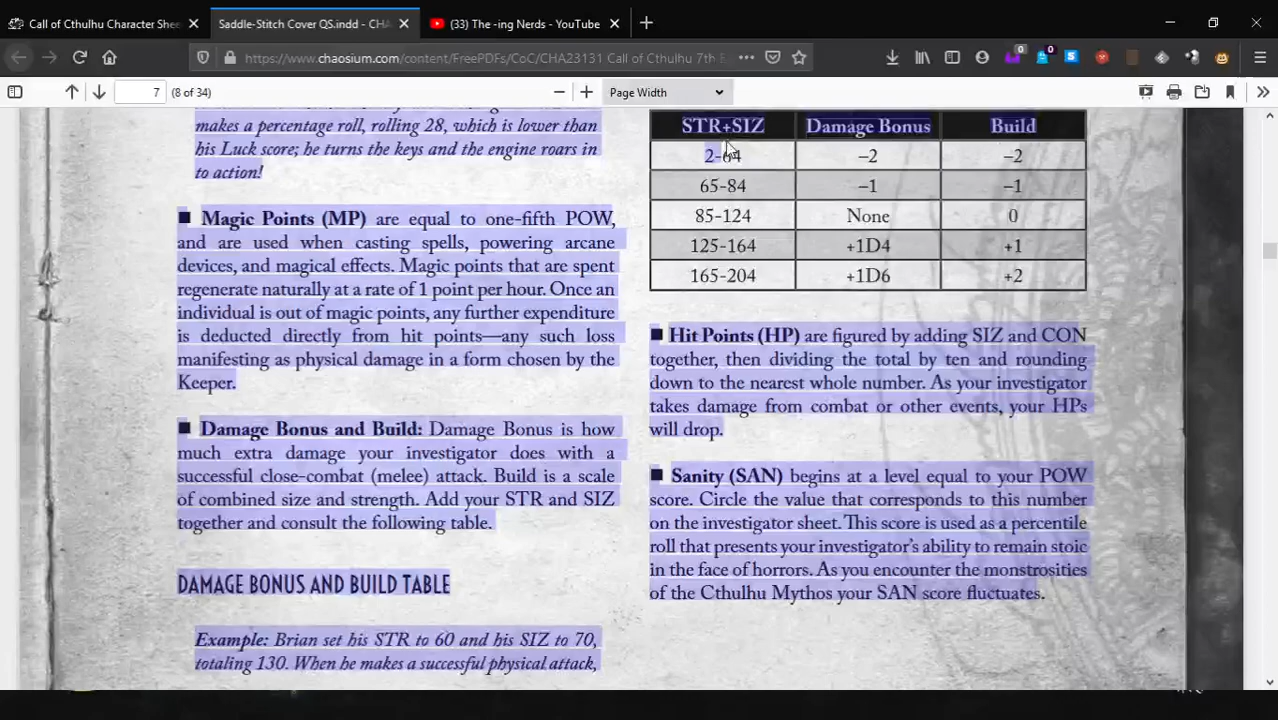 Call of Cthulhu Character Shee
Saddle-Stitch Cover QS.indd - CHA
(33) The -ing Nerds - YouTube
https://www.chaosium.com/content/FreePDFs/CoC/CHA23131 Call of Cthulhu 7th E
0
0
7
(8 of 34)
Page Width
makes a percentage roll, rolling 28, which is lower than
his Luck score; he turns the keys and the engine roars in
to action!
■ Magic Points (MP) are equal to one-fifth POW,
and are used when casting spells, powering arcane
devices, and magical effects. Magic points that are spent
regenerate naturally at a rate of 1 point per hour. Once an
individual is out of magic points, any further expenditure
is deducted directly from hit points—any such loss
manifesting as physical damage in a form chosen by the
Keeper.
■ Damage Bonus and Build: Damage Bonus is how
much extra damage your investigator does with a
successful close-combat (melee) attack. Build is a scale
of combined size and strength. Add your STR and SIZ
together and consult the following table.
DAMAGE BONUS AND BUILD TABLE
Example: Brian set his STR to 60 and his SIZ to 70,
totaling 130. When he makes a successful physical attack,
STR+SIZ Damage Bonus Build
2-64 –2 –2
65-84 –1 –1
85-124 None 0
125-164 +1D4 +1
165-204 +1D6 +2
■ Hit Points (HP) are figured by adding SIZ and CON
together, then dividing the total by ten and rounding
down to the nearest whole number. As your investigator
takes damage from combat or other events, your HPs
will drop.
■ Sanity (SAN) begins at a level equal to your POW
score. Circle the value that corresponds to this number
on the investigator sheet. This score is used as a percentile
roll that presents your investigator's ability to remain stoic
in the face of horrors. As you encounter the monstrosities
of the Cthulhu Mythos your SAN score fluctuates.